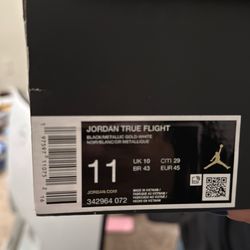 JORDAN TRUE FLIGHT
BLACK/METALLIC GOLD-WHITE
NOIR/BLANC/OR METALLIQUE
11
UK 10
CITI 29
BR 43
EUR 45
JORDAN.COM
342964 072
MADE IN VIETNAM